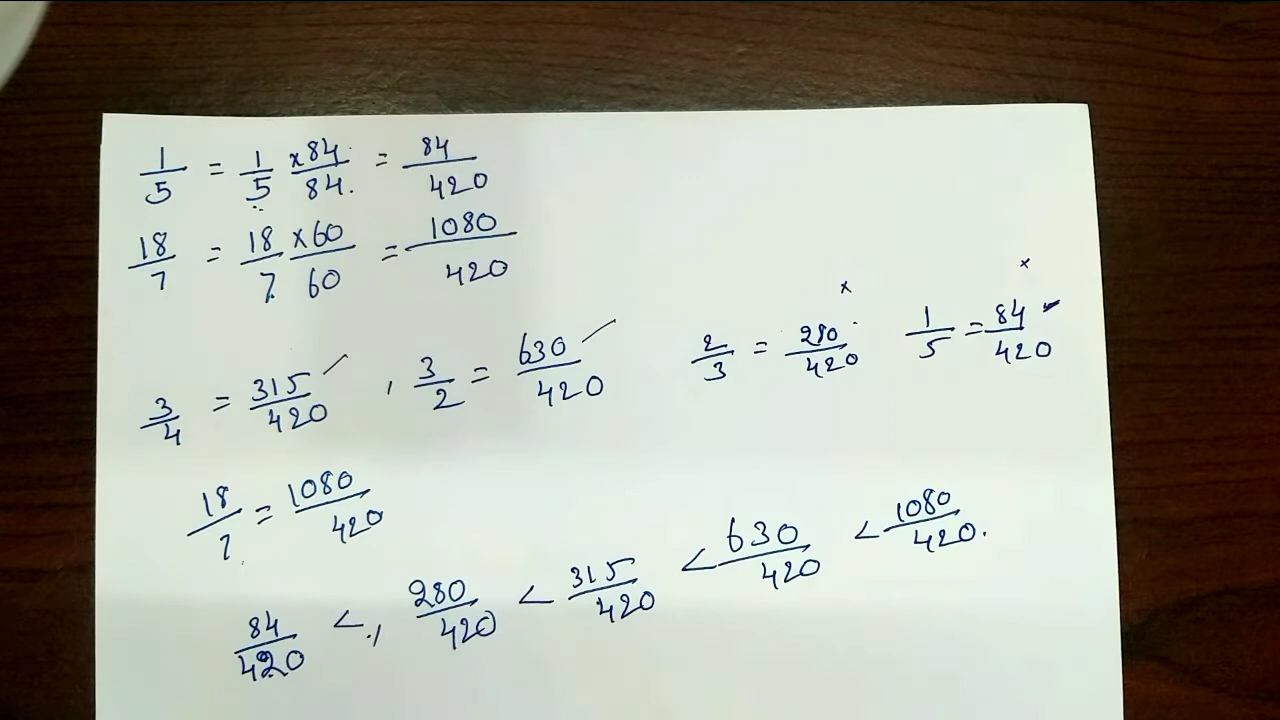 1/5 = 1/5 ×84/84. = 84/420
18/7 = 18/7 ×60/60 = 1080/420
3/4 = 315/420 ✓ , 3/2 = 630/420 ✓ 2/3 = 280/420 × 1/5 = 84/420 × ✓
18/7 = 1080/420
84/420 < , 280/420 < 315/420 < 630/420 < 1080/420.